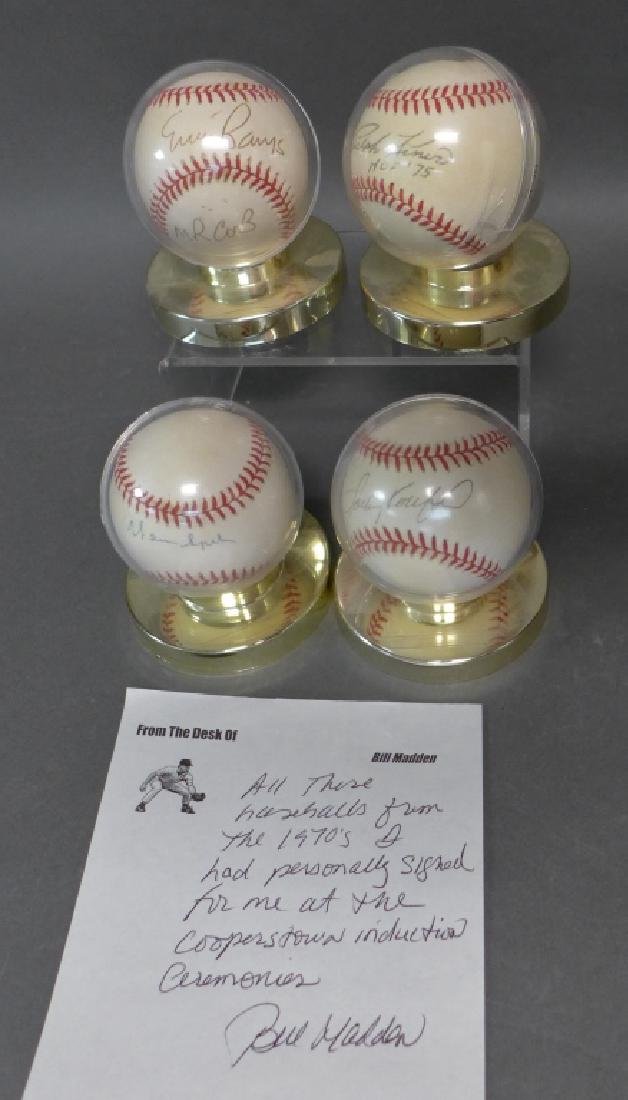 Ernie Banks
MR Cub
Ralph Kiner
HOF 75
Sandy Koufax
From The Desk Of
Bill Madden
All These
baseballs from
the 1970's I
had personally signed
for me at the
Cooperstown induction
Ceremonies
Bill Madden